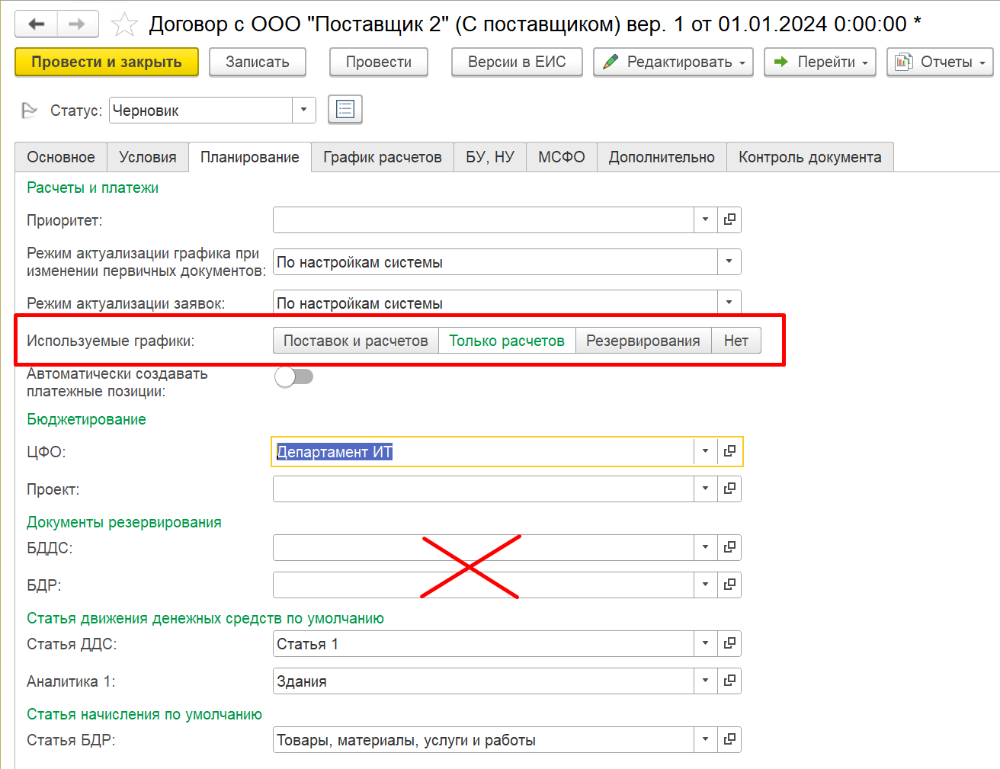 Договор с ООО "Поставщик 2" (С поставщиком) вер. 1 от 01.01.2024 0:00:00 *
Провести и закрыть Записать Провести Версии в ЕИС Редактировать Перейти Отчеты
Статус: Черновик
Основное Условия Планирование График расчетов БУ, НУ МСФО Дополнительно Контроль документа
Расчеты и платежи
Приоритет:
Режим актуализации графика при
изменении первичных документов: По настройкам системы
Режим актуализации заявок: По настройкам системы
Используемые графики: Поставок и расчетов Только расчетов Резервирования Нет
Автоматически создавать
платежные позиции:
Бюджетирование
ЦФО: Департамент ИТ
Проект:
Документы резервирования
БДДС:
БДР:
Статья движения денежных средств по умолчанию
Статья ДДС: Статья 1
Аналитика 1: Здания
Статья начисления по умолчанию
Статья БДР: Товары, материалы, услуги и работы